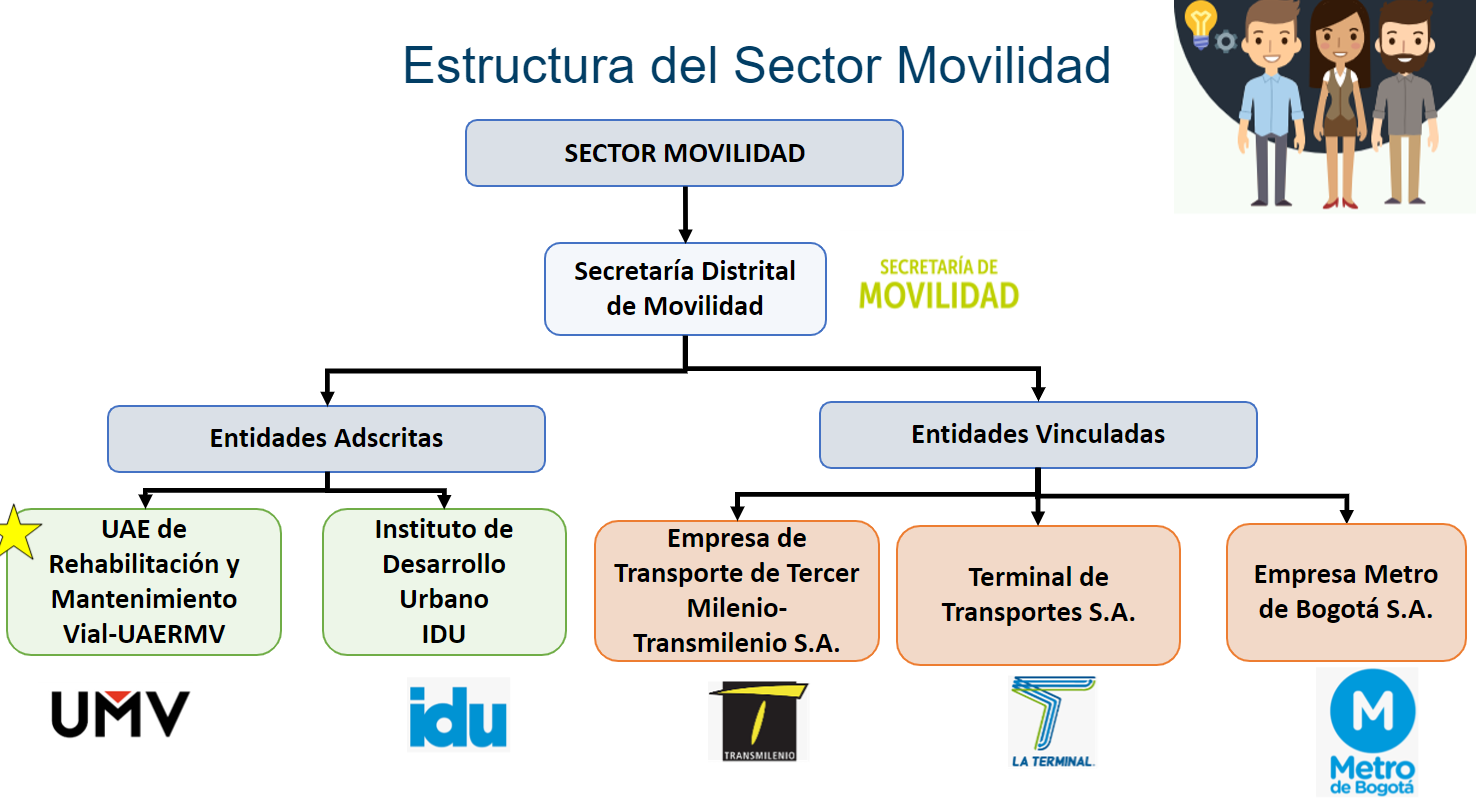 Estructura del Sector Movilidad
SECTOR MOVILIDAD
Secretaría Distrital
de Movilidad
SECRETARÍA DE
MOVILIDAD
Entidades Adscritas
Entidades Vinculadas
UAE de
Rehabilitación y
Mantenimiento
Vial-UAERMV
Instituto de
Desarrollo
Urbano
IDU
Empresa de
Transporte de Tercer
Milenio-
Transmilenio S.A.
Terminal de
Transportes S.A.
Empresa Metro
de Bogotá S.A.
UMV
idu
TRANSMILENIO
LA TERMINAL.
M
Metro
de Bogotá